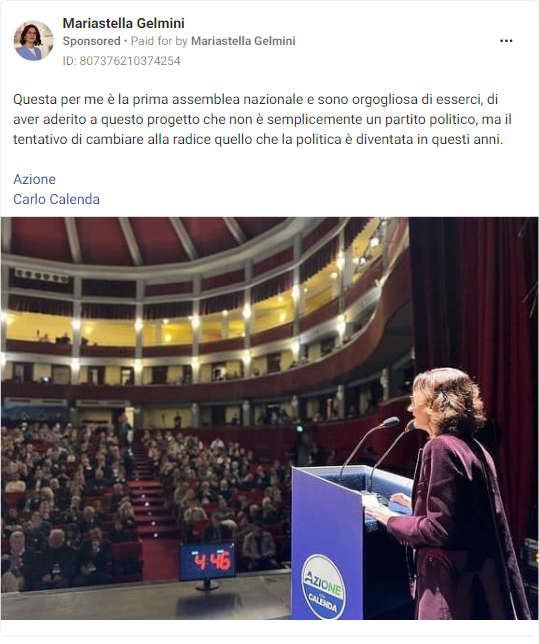 Mariastella Gelmini
Sponsored • Paid for by Mariastella Gelmini
ID: 807376210374254
Questa per me è la prima assemblea nazionale e sono orgogliosa di esserci, di
aver aderito a questo progetto che non è semplicemente un partito politico, ma il
tentativo di cambiare alla radice quello che la politica è diventata in questi anni.
Azione
Carlo Calenda
4:46
AZIONE
CALENDA